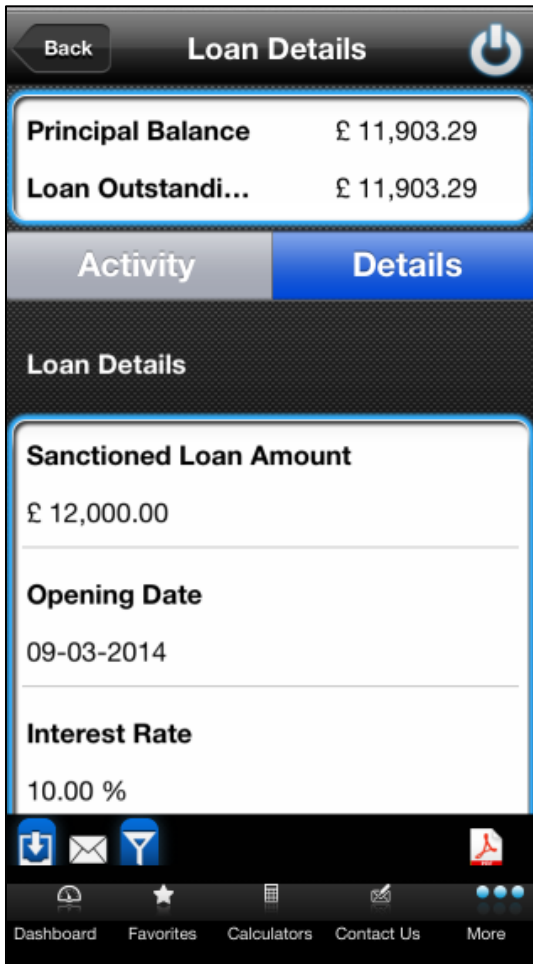 Back Loan Details
Principal Balance £ 11,903.29
Loan Outstandi... £ 11,903.29
Activity Details
Loan Details
Sanctioned Loan Amount
£ 12,000.00
Opening Date
09-03-2014
Interest Rate
10.00 %
Dashboard Favorites Calculators Contact Us More